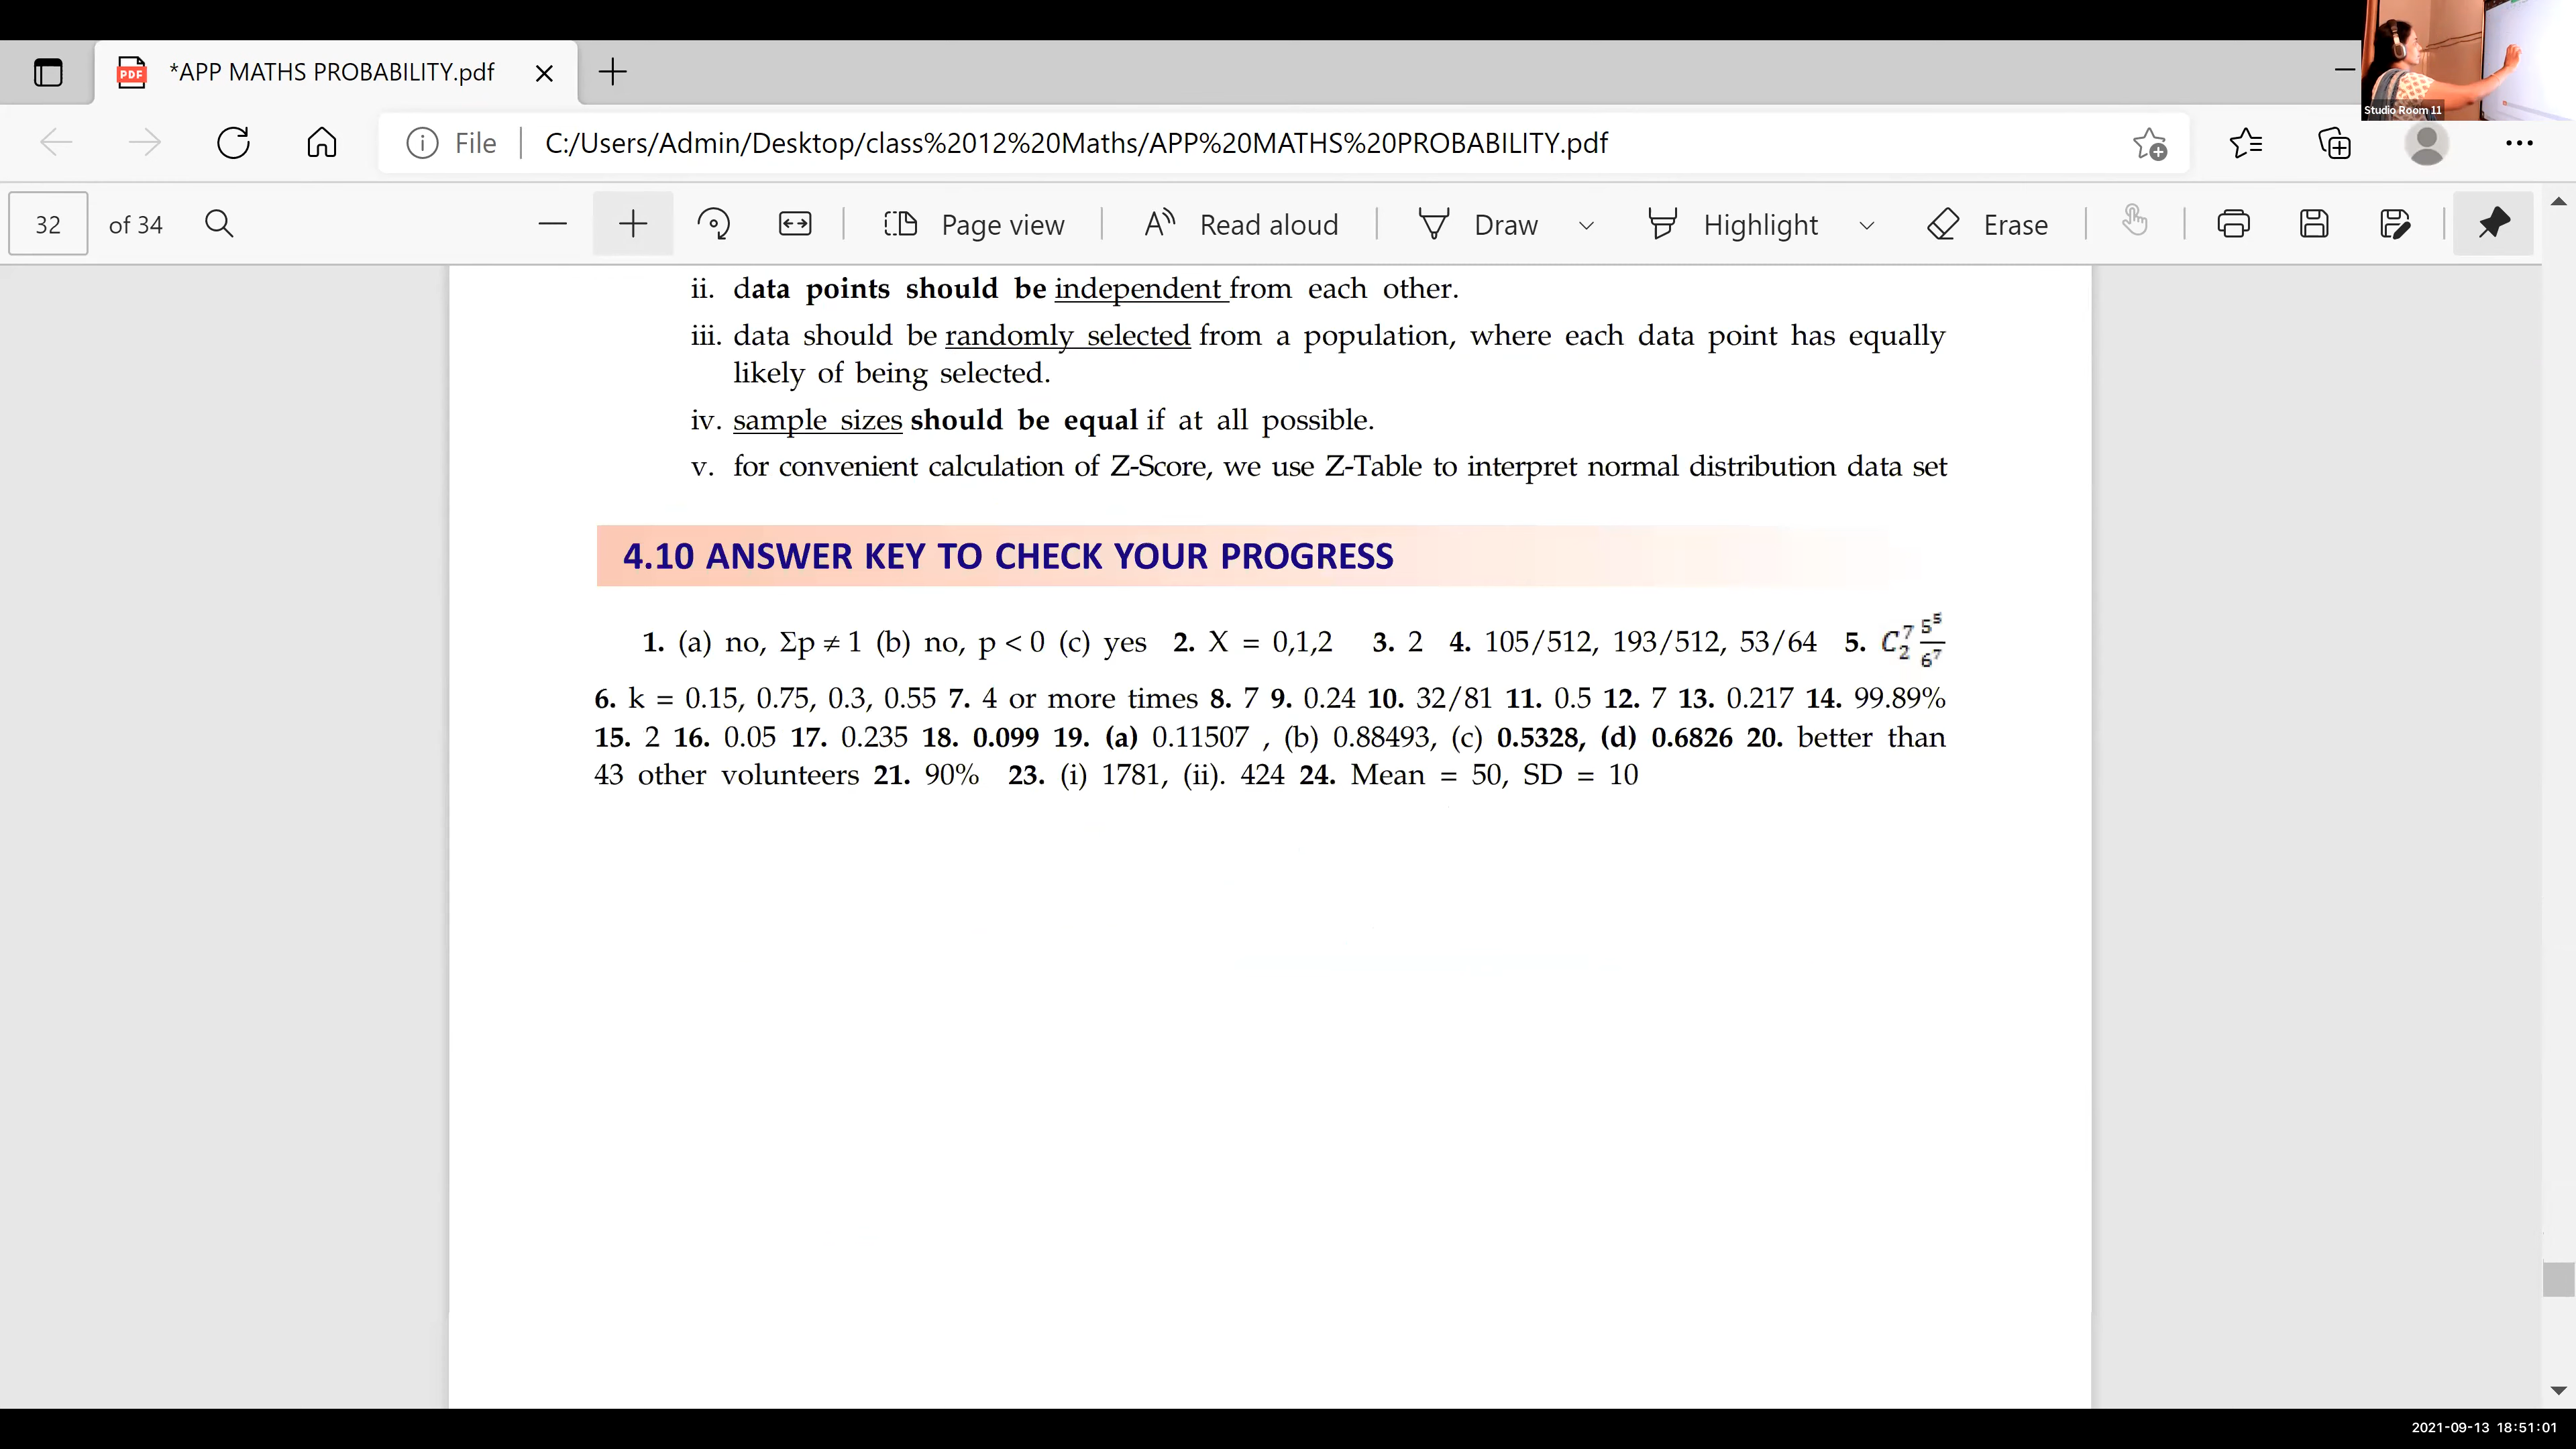 Studio Room 11
*APP MATHS PROBABILITY.pdf
File C:/Users/Admin/Desktop/class%2012%20Maths/APP%20MATHS%20PROBABILITY.pdf
32 of 34 Page view Read aloud Draw Highlight Erase
ii. data points should be independent from each other.
iii. data should be randomly selected from a population, where each data point has equally
likely of being selected.
iv. sample sizes should be equal if at all possible.
v. for convenient calculation of Z-Score, we use Z-Table to interpret normal distribution data set
4.10 ANSWER KEY TO CHECK YOUR PROGRESS
1. (a) no, Σp ≠ 1 (b) no, p < 0 (c) yes 2. X = 0,1,2 3. 2 4. 105/512, 193/512, 53/64 5. C⁷₂ 5⁵/6⁷
6. k = 0.15, 0.75, 0.3, 0.55 7. 4 or more times 8. 7 9. 0.24 10. 32/81 11. 0.5 12. 7 13. 0.217 14. 99.89%
15. 2 16. 0.05 17. 0.235 18. 0.099 19. (a) 0.11507 , (b) 0.88493, (c) 0.5328, (d) 0.6826 20. better than
43 other volunteers 21. 90% 23. (i) 1781, (ii). 424 24. Mean = 50, SD = 10
2021-09-13 18:51:01